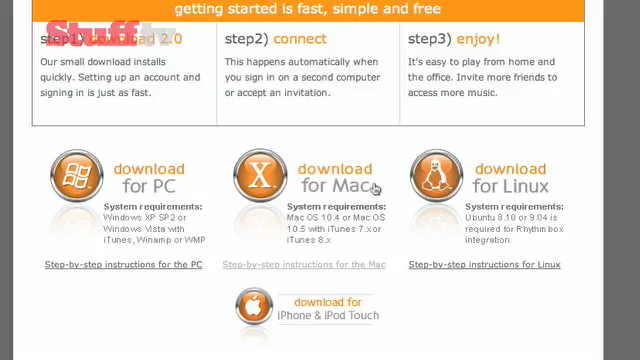 getting started is fast, simple and free
Stuff tv
step1) download 2.0
Our small download installs
quickly. Setting up an account and
signing in is just as fast.
step2) connect
This happens automatically when
you sign in on a second computer
or accept an invitation.
step3) enjoy!
It's easy to play from home and
the office. Invite more friends to
access more music.
download
for PC
System requirements:
Windows XP SP2 or
Windows Vista with
iTunes, Winamp or WMP
Step-by-step instructions for the PC
X
download
for Mac
System requirements:
Mac OS 10.4 or Mac OS
10.5 with iTunes 7.x or
iTunes 8.x
Step-by-step instructions for the Mac
download
for Linux
System requirements:
Ubuntu 8.10 or 9.04 is
required for Rhythmbox
integration.
Step-by-step instructions for Linux
download for
iPhone & iPod Touch